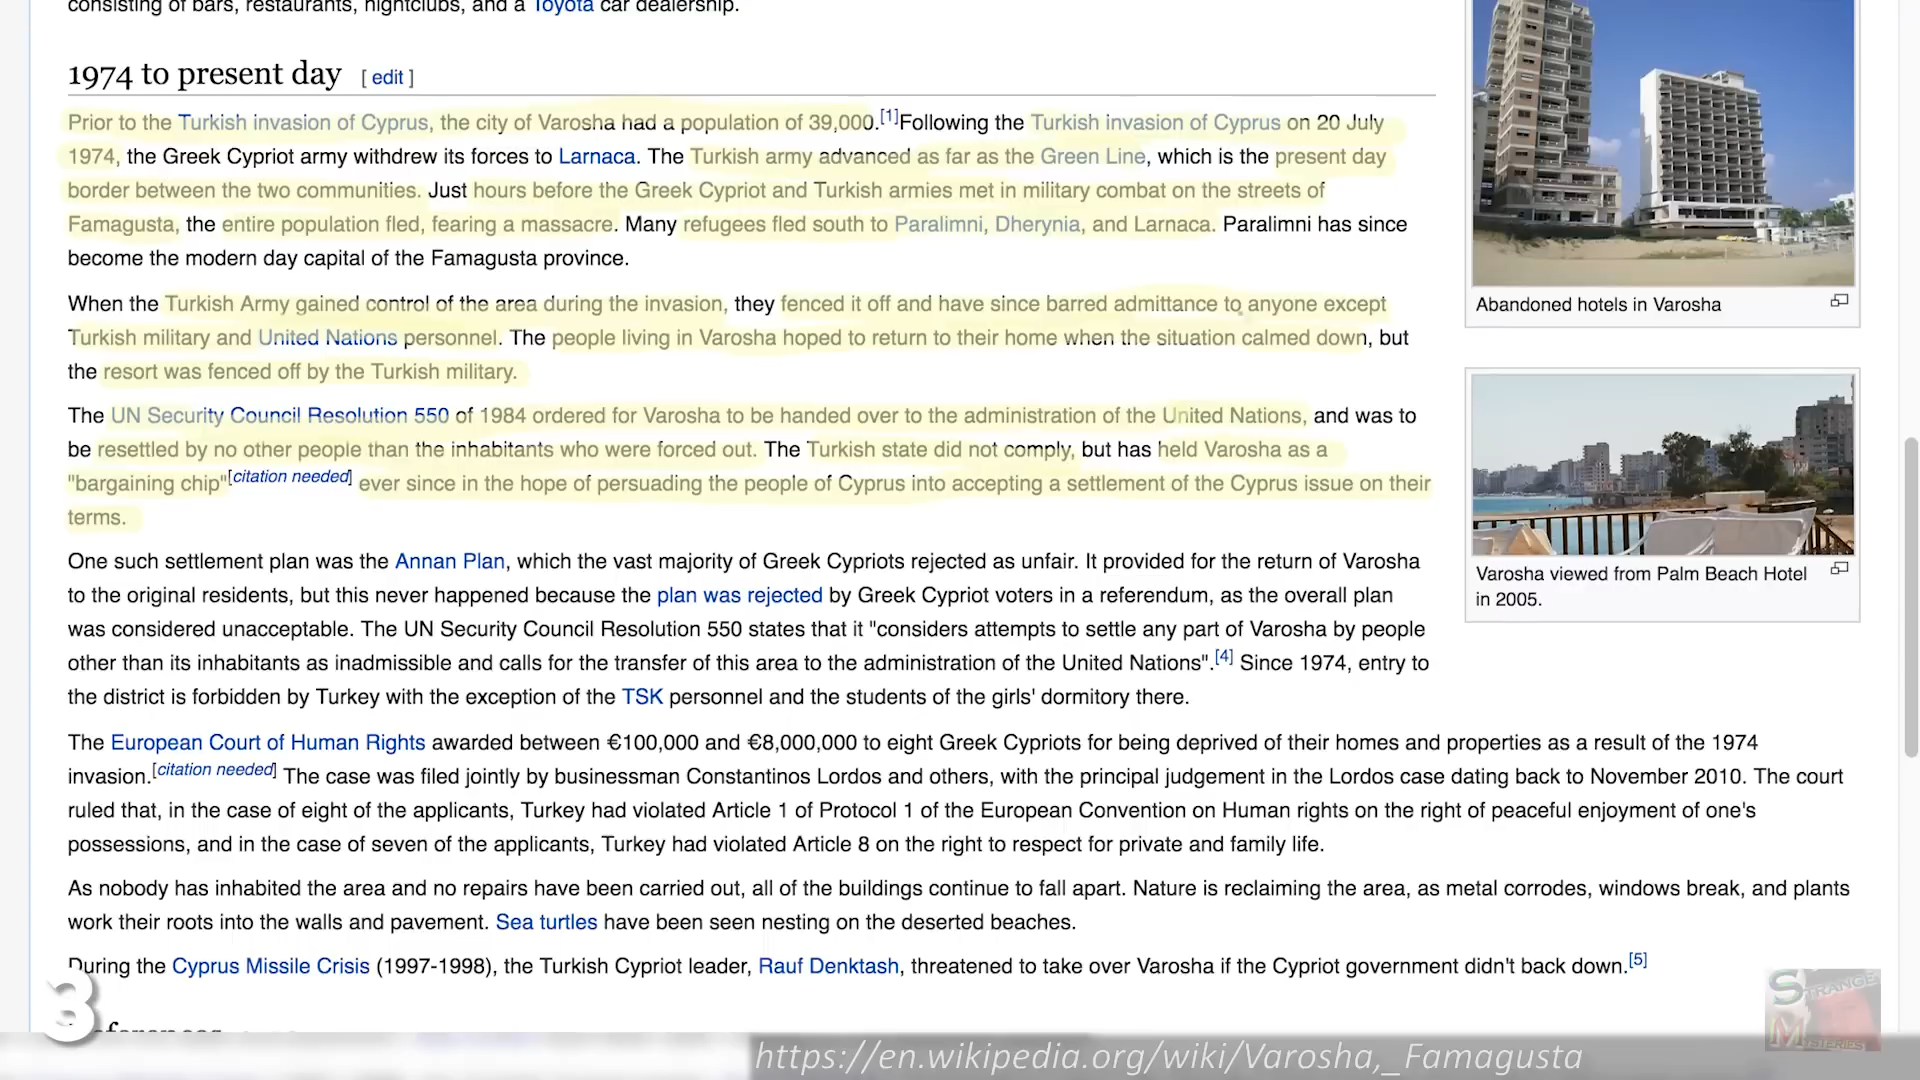 consisting of bars, restaurants, nightclubs, and a Toyota car dealership.
1974 to present day [ edit ]
Prior to the Turkish invasion of Cyprus, the city of Varosha had a population of 39,000.[1]Following the Turkish invasion of Cyprus on 20 July
1974, the Greek Cypriot army withdrew its forces to Larnaca. The Turkish army advanced as far as the Green Line, which is the present day
border between the two communities. Just hours before the Greek Cypriot and Turkish armies met in military combat on the streets of
Famagusta, the entire population fled, fearing a massacre. Many refugees fled south to Paralimni, Dherynia, and Larnaca. Paralimni has since
become the modern day capital of the Famagusta province.
When the Turkish Army gained control of the area during the invasion, they fenced it off and have since barred admittance to anyone except
Turkish military and United Nations personnel. The people living in Varosha hoped to return to their home when the situation calmed down, but
the resort was fenced off by the Turkish military.
The UN Security Council Resolution 550 of 1984 ordered for Varosha to be handed over to the administration of the United Nations, and was to
be resettled by no other people than the inhabitants who were forced out. The Turkish state did not comply, but has held Varosha as a
"bargaining chip"[citation needed] ever since in the hope of persuading the people of Cyprus into accepting a settlement of the Cyprus issue on their
terms.
One such settlement plan was the Annan Plan, which the vast majority of Greek Cypriots rejected as unfair. It provided for the return of Varosha
to the original residents, but this never happened because the plan was rejected by Greek Cypriot voters in a referendum, as the overall plan
was considered unacceptable. The UN Security Council Resolution 550 states that it "considers attempts to settle any part of Varosha by people
other than its inhabitants as inadmissible and calls for the transfer of this area to the administration of the United Nations".[4] Since 1974, entry to
the district is forbidden by Turkey with the exception of the TSK personnel and the students of the girls' dormitory there.
The European Court of Human Rights awarded between €100,000 and €8,000,000 to eight Greek Cypriots for being deprived of their homes and properties as a result of the 1974
invasion.[citation needed] The case was filed jointly by businessman Constantinos Lordos and others, with the principal judgement in the Lordos case dating back to November 2010. The court
ruled that, in the case of eight of the applicants, Turkey had violated Article 1 of Protocol 1 of the European Convention on Human rights on the right of peaceful enjoyment of one's
possessions, and in the case of seven of the applicants, Turkey had violated Article 8 on the right to respect for private and family life.
As nobody has inhabited the area and no repairs have been carried out, all of the buildings continue to fall apart. Nature is reclaiming the area, as metal corrodes, windows break, and plants
work their roots into the walls and pavement. Sea turtles have been seen nesting on the deserted beaches.
During the Cyprus Missile Crisis (1997-1998), the Turkish Cypriot leader, Rauf Denktash, threatened to take over Varosha if the Cypriot government didn't back down.[5]
Abandoned hotels in Varosha
Varosha viewed from Palm Beach Hotel
in 2005.
3
STRANGE
MYSTERIES
https://en.wikipedia.org/wiki/Varosha,_Famagusta